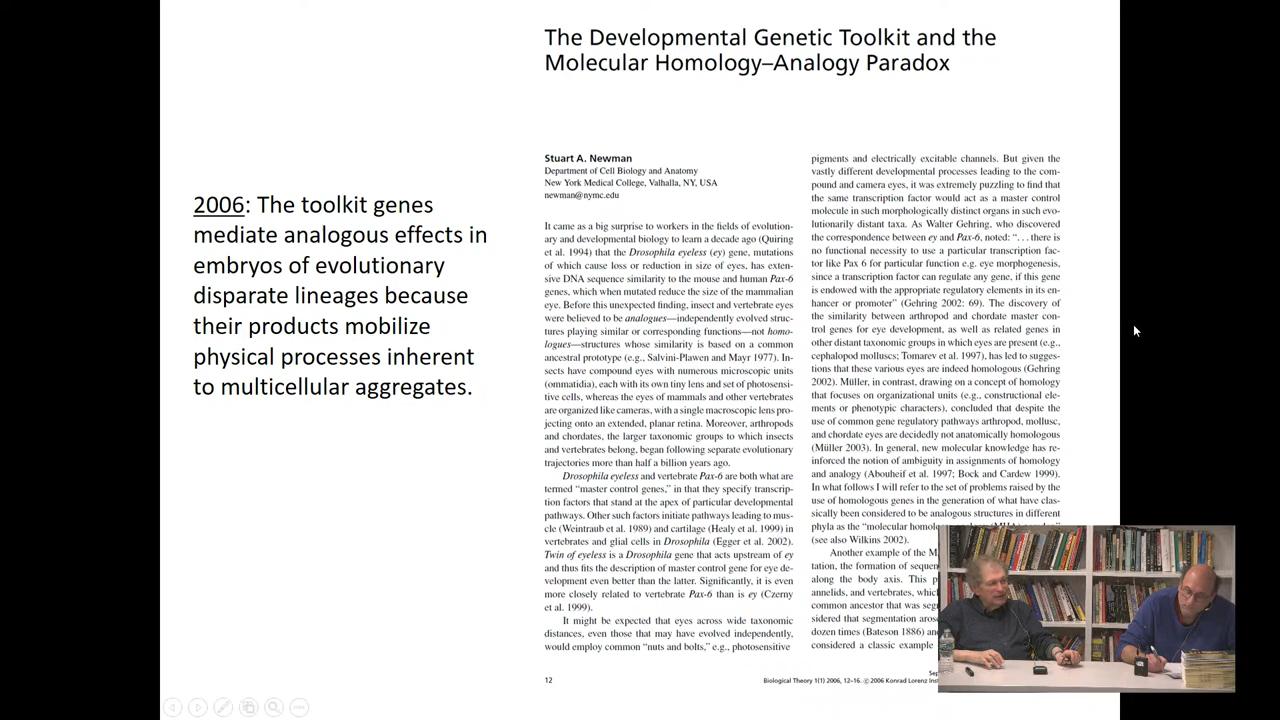 The Developmental Genetic Toolkit and the
Molecular Homology–Analogy Paradox
2006: The toolkit genes
mediate analogous effects in
embryos of evolutionary
disparate lineages because
their products mobilize
physical processes inherent
to multicellular aggregates.
Stuart A. Newman
Department of Cell Biology and Anatomy
New York Medical College, Valhalla, NY, USA
newman@nymc.edu
It came as a big surprise to workers in the fields of evolution-
ary and developmental biology to learn a decade ago (Quiring
et al. 1994) that the Drosophila eyeless (ey) gene, mutations
of which cause loss or reduction in size of eyes, has exten-
sive DNA sequence similarity to the mouse and human Pax-6
genes, which when mutated reduce the size of the mammalian
eye. Before this unexpected finding, insect and vertebrate eyes
were believed to be analogues—independently evolved struc-
tures playing similar or corresponding functions—not homo-
logues—structures whose similarity is based on a common
ancestral prototype (e.g., Salvini-Plawen and Mayr 1977). In-
sects have compound eyes with numerous microscopic units
(ommatidia), each with its own tiny lens and set of photosensi-
tive cells, whereas the eyes of mammals and other vertebrates
are organized like cameras, with a single macroscopic lens pro-
jecting onto an extended, planar retina. Moreover, arthropods
and chordates, the larger taxonomic groups to which insects
and vertebrates belong, began following separate evolutionary
trajectories more than half a billion years ago.
Drosophila eyeless and vertebrate Pax-6 are both what are
termed “master control genes,” in that they specify transcrip-
tion factors that stand at the apex of particular developmental
pathways. Other such factors initiate pathways leading to mus-
cle (Weintraub et al. 1989) and cartilage (Healy et al. 1999) in
vertebrates and glial cells in Drosophila (Egger et al. 2002).
Twin of eyeless is a Drosophila gene that acts upstream of ey
and thus fits the description of master control gene for eye de-
velopment even better than the latter. Significantly, it is even
more closely related to vertebrate Pax-6 than is ey (Czerny
et al. 1999).
It might be expected that eyes across wide taxonomic
distances, even those that may have evolved independently,
would employ common “nuts and bolts,” e.g., photosensitive
pigments and electrically excitable channels. But given the
vastly different developmental processes leading to the com-
pound and camera eyes, it was extremely puzzling to find that
the same transcription factor would act as a master control
molecule in such morphologically distinct organs in such evo-
lutionarily distant taxa. As Walter Gehring, who discovered
the correspondence between ey and Pax-6, noted: “. . . there is
no functional necessity to use a particular transcription fac-
tor like Pax 6 for particular function e.g. eye morphogenesis,
since a transcription factor can regulate any gene, if this gene
is endowed with the appropriate regulatory elements in its en-
hancer or promoter” (Gehring 2002: 69). The discovery of
the similarity between arthropod and chordate master con-
trol genes for eye development, as well as related genes in
other distant taxonomic groups in which eyes are present (e.g.,
cephalopod molluscs; Tomarev et al. 1997), has led to sugges-
tions that these various eyes are indeed homologous (Gehring
2002). Müller, in contrast, drawing on a concept of homology
that focuses on organizational units (e.g., constructional ele-
ments or phenotypic characters), concluded that despite the
use of common gene regulatory pathways arthropod, mollusc,
and chordate eyes are decidedly not anatomically homologous
(Müller 2003). In general, new molecular knowledge has re-
inforced the notion of ambiguity in assignments of homology
and analogy (Abouheif et al. 1997; Bock and Cardew 1999).
In what follows I will refer to the set of problems raised by the
use of homologous genes in the generation of what have clas-
sically been considered to be analogous structures in different
phyla as the “molecular
(see also Wilkins 2002).
Another example of the
tation, the formation of
along the body axis. This
annelids, and vertebrates,
common ancestor that was
sidered that segmentation
dozen times (Bateson 1886)
considered a classic example
12
Biological Theory 1(1) 2006, 12–16. © 2006 Konrad Lorenz